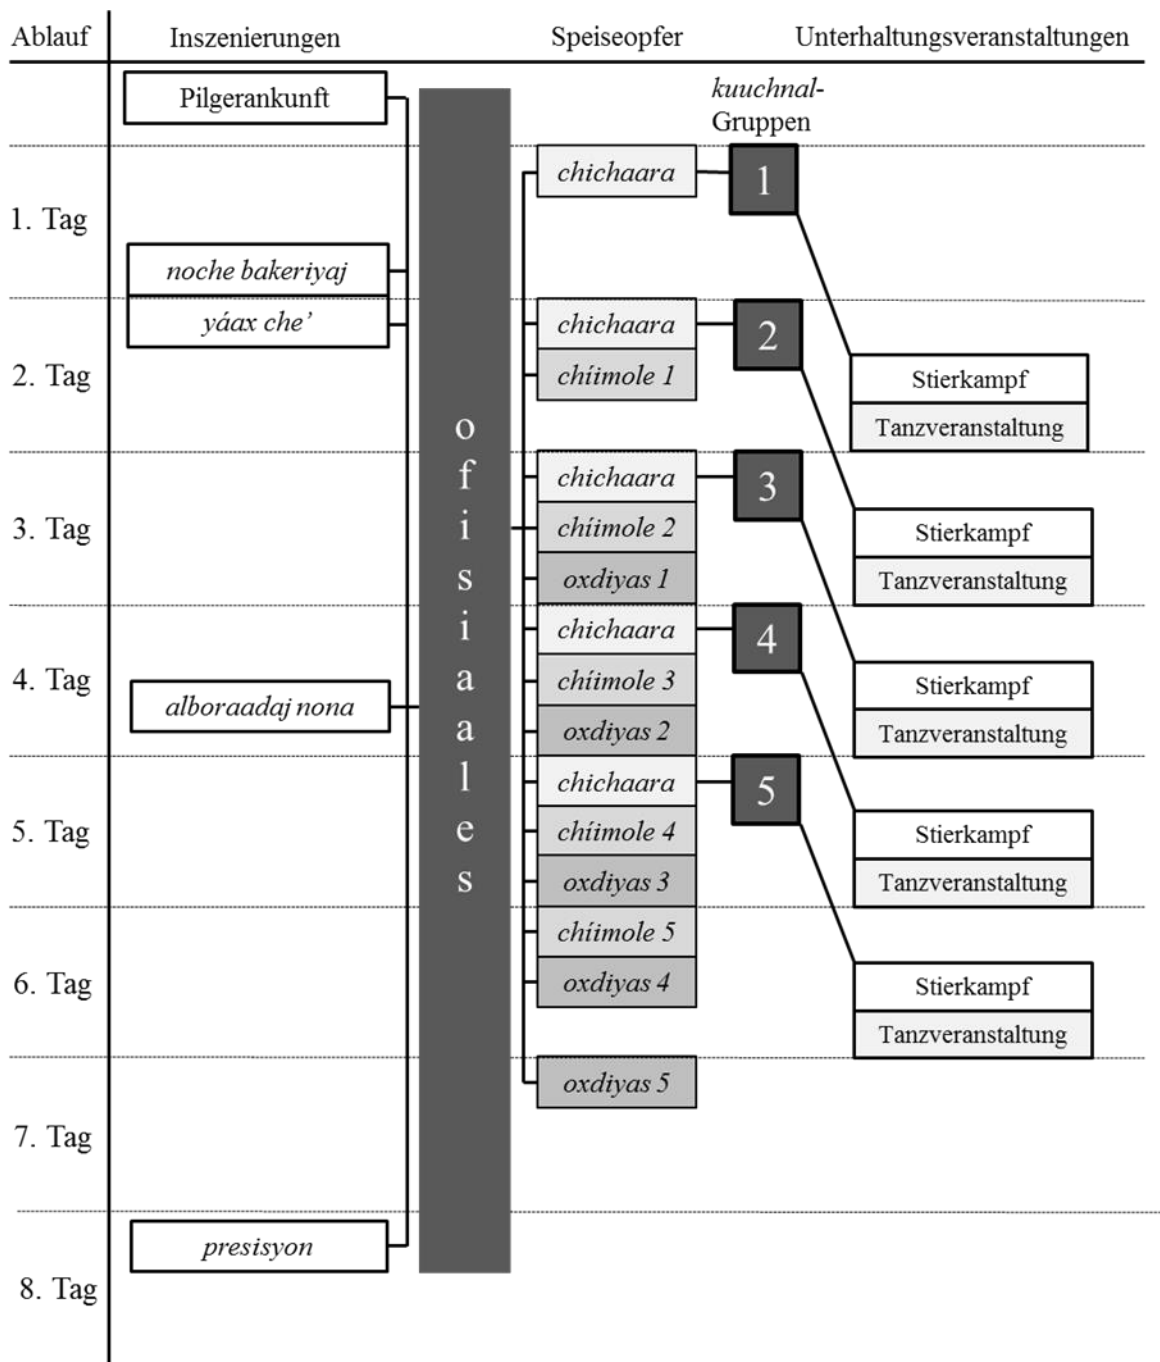 Ablauf
Inszenierungen
Speiseopfer
Unterhaltungsveranstaltungen
Pilgerankunft
kuuchnal-
Gruppen
chichaara
1
1. Tag
noche bakeriyaj
yáax che’
chichaara
2
2. Tag
chíimole 1
Stierkampf
Tanzveranstaltung
ofisiaales
chichaara
3
3. Tag
chíimole 2
Stierkampf
oxdiyas 1
Tanzveranstaltung
chichaara
4
4. Tag
chíimole 3
Stierkampf
alboraadaj nona
oxdiyas 2
Tanzveranstaltung
chichaara
5
5. Tag
chíimole 4
Stierkampf
oxdiyas 3
Tanzveranstaltung
chíimole 5
6. Tag
oxdiyas 4
Stierkampf
Tanzveranstaltung
oxdiyas 5
7. Tag
presisyon
8. Tag